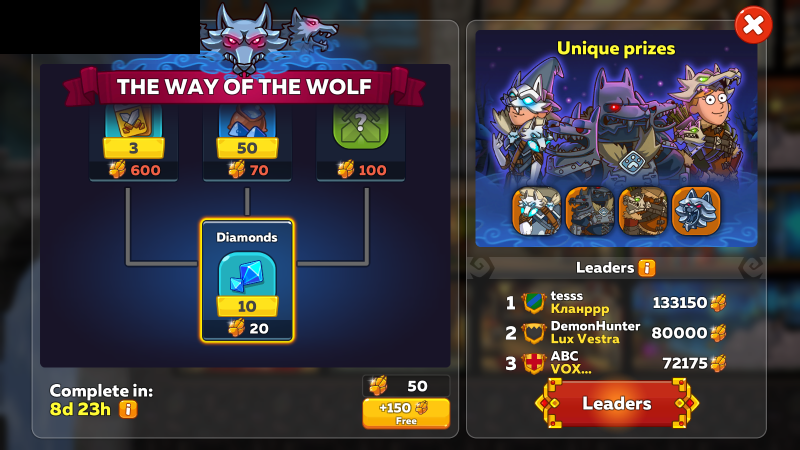 THE WAY OF THE WOLF
3
600
50
70
?
100
Diamonds
10
20
Complete in:
8d 23h i
50
+150
Free
Unique prizes
Leaders i
1 tesss 133150
Кланррр
2 DemonHunter 80000
Lux Vestra
3 ABC 72175
VOX...
Leaders